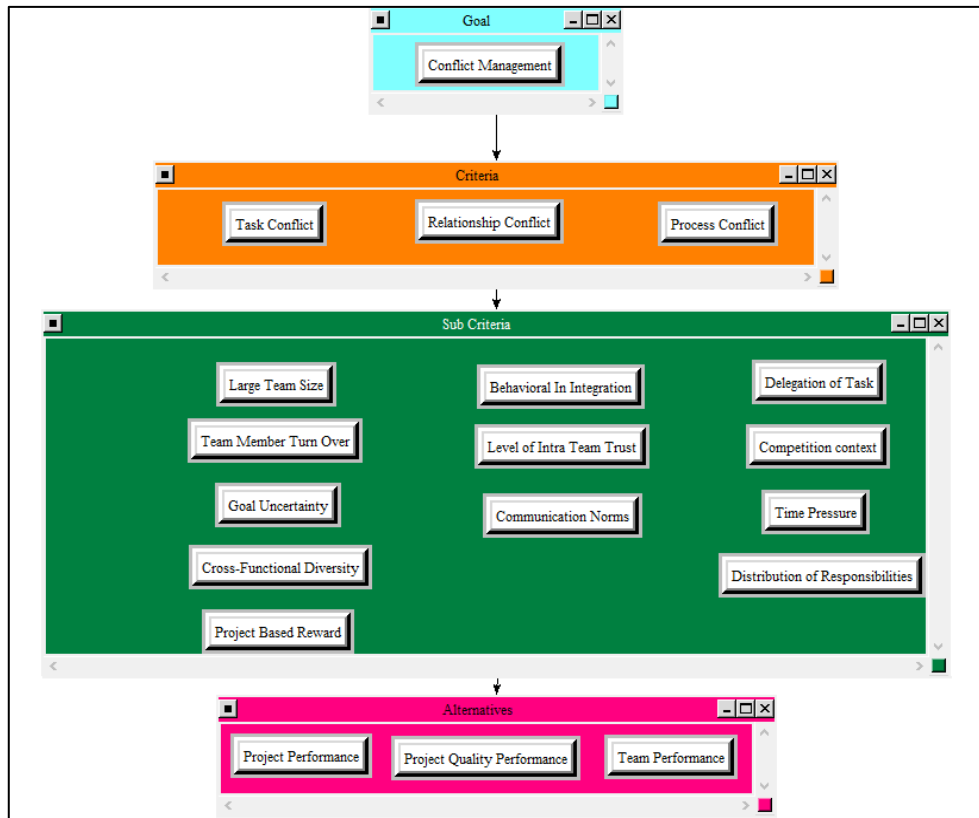 Goal
Conflict Management
Criteria
Task Conflict
Relationship Conflict
Process Conflict
Sub Criteria
Large Team Size
Behavioral In Integration
Delegation of Task
Team Member Turn Over
Level of Intra Team Trust
Competition context
Goal Uncertainty
Communication Norms
Time Pressure
Cross-Functional Diversity
Distribution of Responsibilities
Project Based Reward
Alternatives
Project Performance
Project Quality Performance
Team Performance